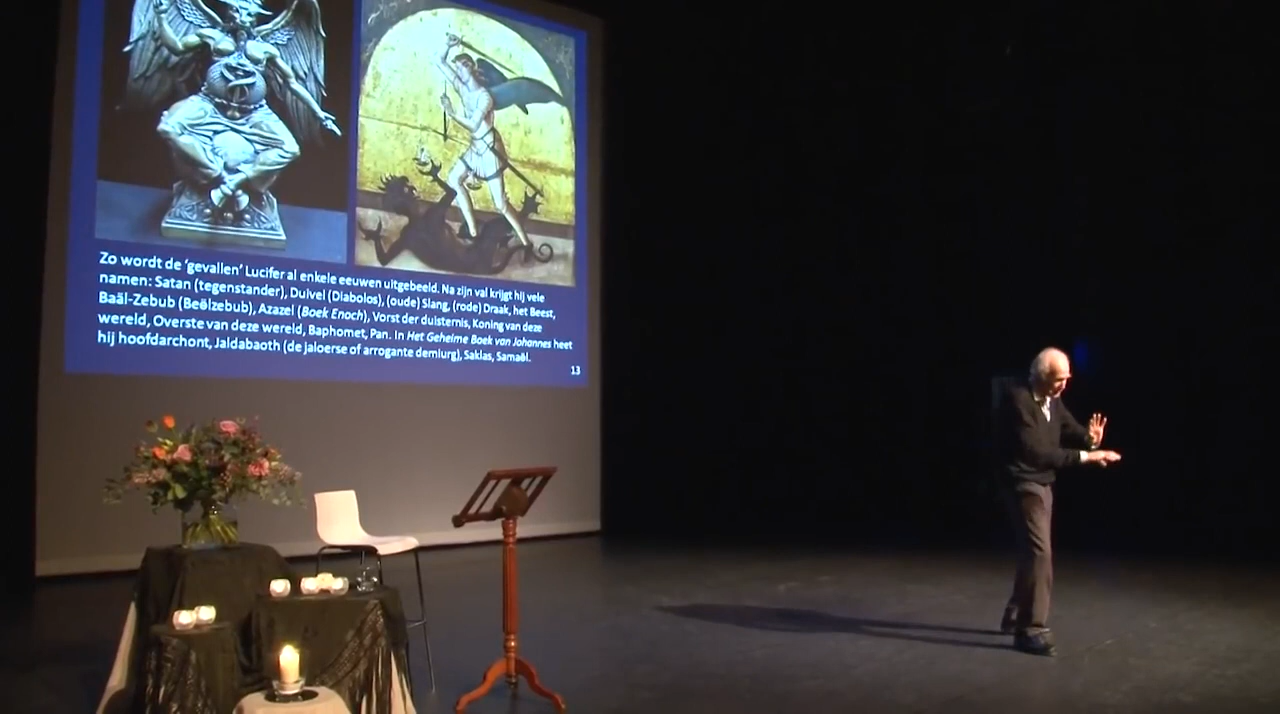 Zo wordt de 'gevallen' Lucifer al enkele eeuwen uitgebeeld. Na zijn val krijgt hij vele
namen: Satan (tegenstander), Duivel (Diabolos), (oude) Slang, (rode) Draak, het Beest,
Baäl-Zebub (Beëlzebub), Azazel (Boek Enoch), Vorst der duisternis, Koning van deze
wereld, Overste van deze wereld, Baphomet, Pan. In Het Geheime Boek van Johannes heet
hij hoofdarchont, Jaldabaoth (de jaloerse of arrogante demiurg), Saklas, Samaël.
13